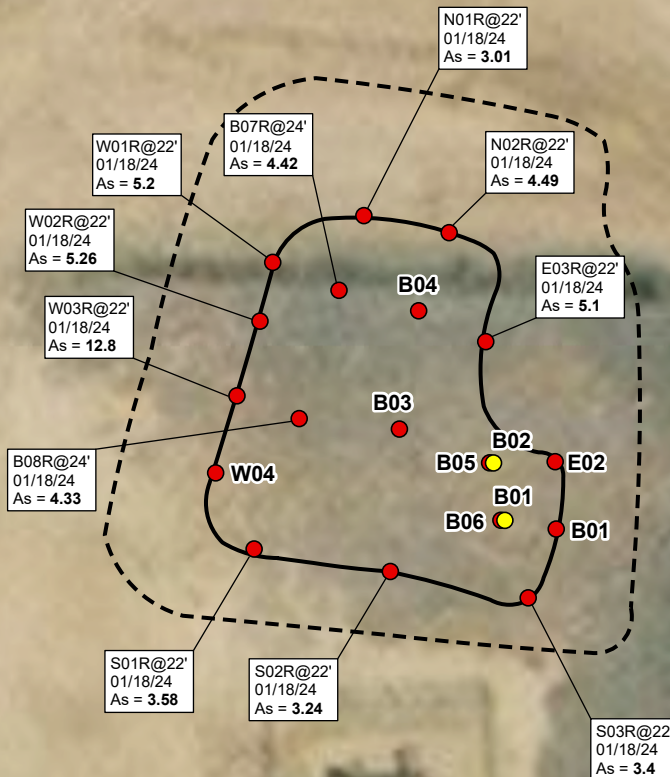 N01R@22'
01/18/24
As = 3.01
B07R@24'
01/18/24
As = 4.42
N02R@22'
01/18/24
As = 4.49
W01R@22'
01/18/24
As = 5.2
W02R@22'
01/18/24
As = 5.26
E03R@22'
01/18/24
As = 5.1
B04
W03R@22'
01/18/24
As = 12.8
B03
B02
B05
E02
B08R@24'
01/18/24
As = 4.33
W04
B01
B06
B01
S01R@22'
01/18/24
As = 3.58
S02R@22'
01/18/24
As = 3.24
S03R@22
01/18/24
As = 3.4